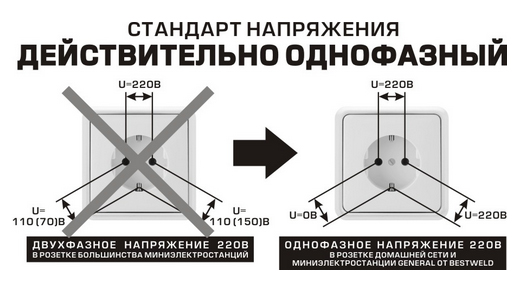 СТАНДАРТ НАПРЯЖЕНИЯ
ДЕЙСТВИТЕЛЬНО ОДНОФАЗНЫЙ
U=220В
U=
110 (70)В
U=
110 (150)В
ДВУХФАЗНОЕ НАПРЯЖЕНИЕ 220В
В РОЗЕТКЕ БОЛЬШИНСТВА МИНИЭЛЕКТРОСТАНЦИЙ
U=220В
U=0В
U=220В
ОДНОФАЗНОЕ НАПРЯЖЕНИЕ 220В
В РОЗЕТКЕ ДОМАШНЕЙ СЕТИ И
МИНИЭЛЕКТРОСТАНЦИИ GENERAL ОТ BESTWELD